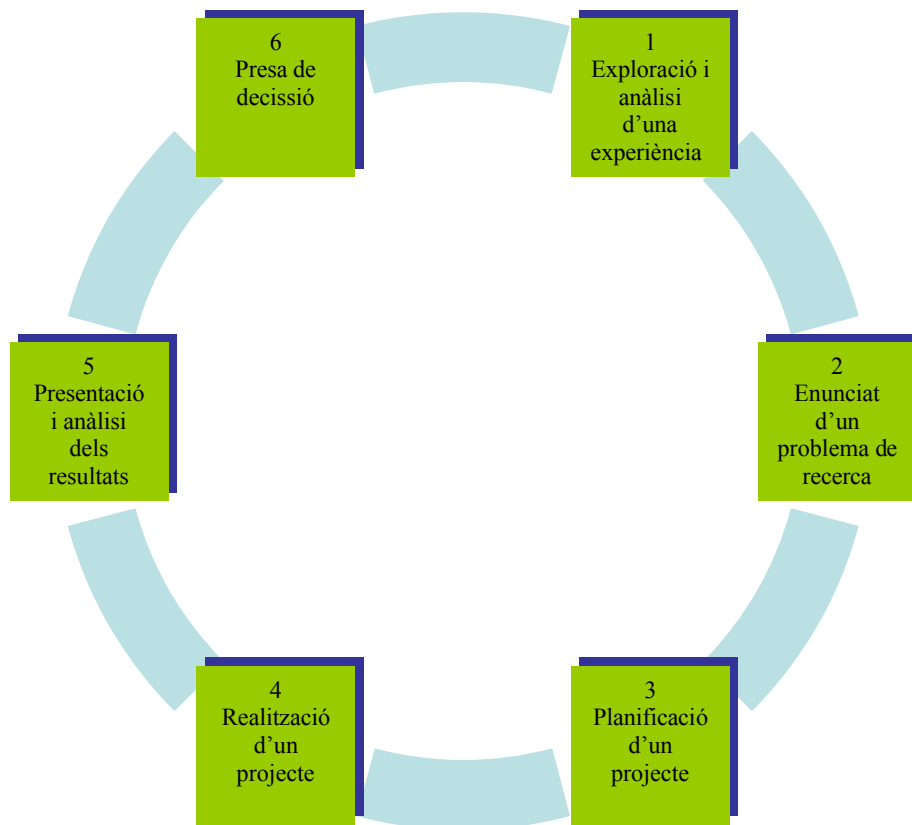 1
Exploració i
anàlisi
d’una
experiència
2
Enunciat
d’un
problema de
recerca
3
Planificació
d’un
projecte
4
Realització
d’un
projecte
5
Presentació
i anàlisi
dels
resultats
6
Presa de
decissió